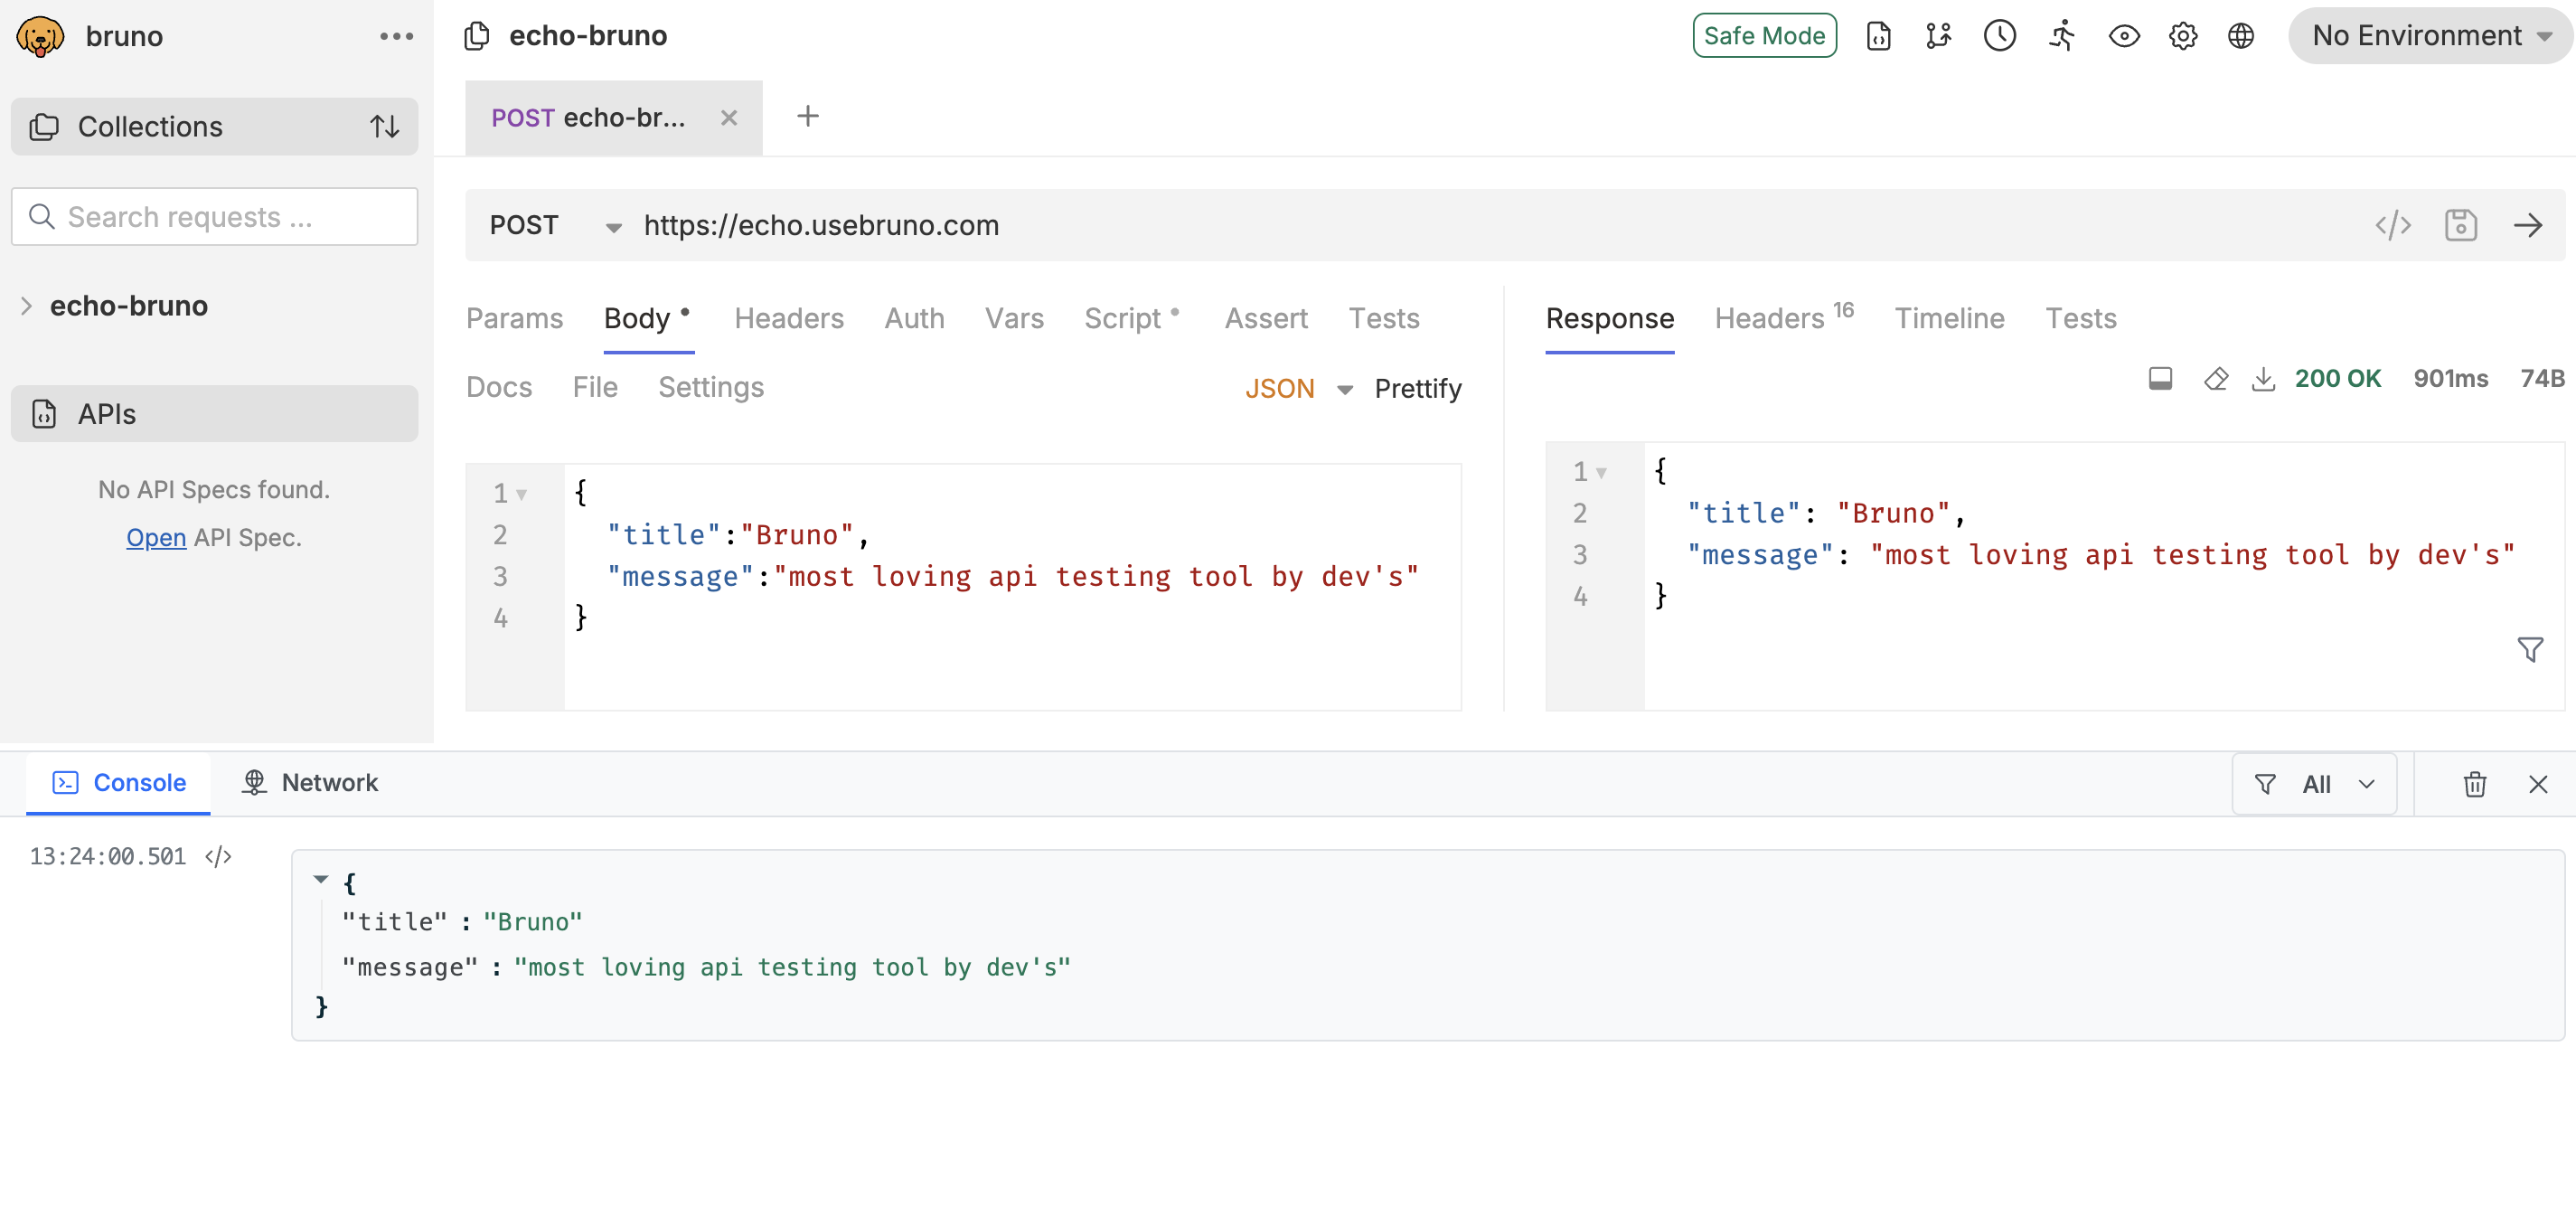 bruno
echo-bruno
Safe Mode
No Environment
Collections
POST echo-br...
Search requests ...
POST https://echo.usebruno.com
echo-bruno
Params Body Headers Auth Vars Script Assert Tests
Docs File Settings JSON Prettify
Response Headers 16 Timeline Tests
200 OK 901ms 74B
APIs
No API Specs found.
Open API Spec.
1 {
2 "title":"Bruno",
3 "message":"most loving api testing tool by dev's"
4 }
1 {
2 "title": "Bruno",
3 "message": "most loving api testing tool by dev's"
4 }
Console Network All
13:24:00.501 </>
{
"title" : "Bruno"
"message" : "most loving api testing tool by dev's"
}